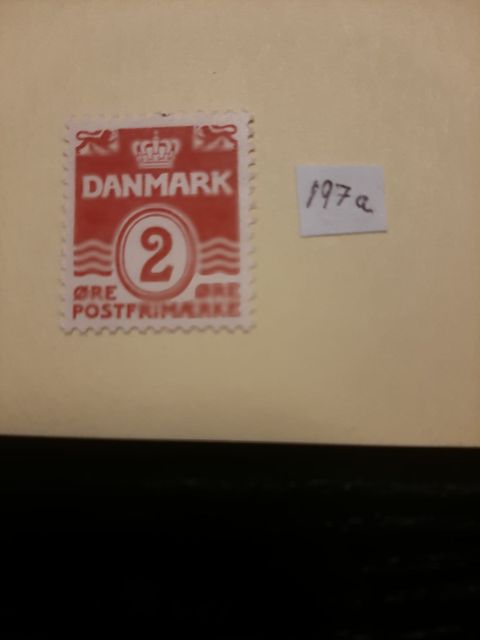 DANMARK
2
ØRE ØRE
POSTFRIMÆRKE
197a